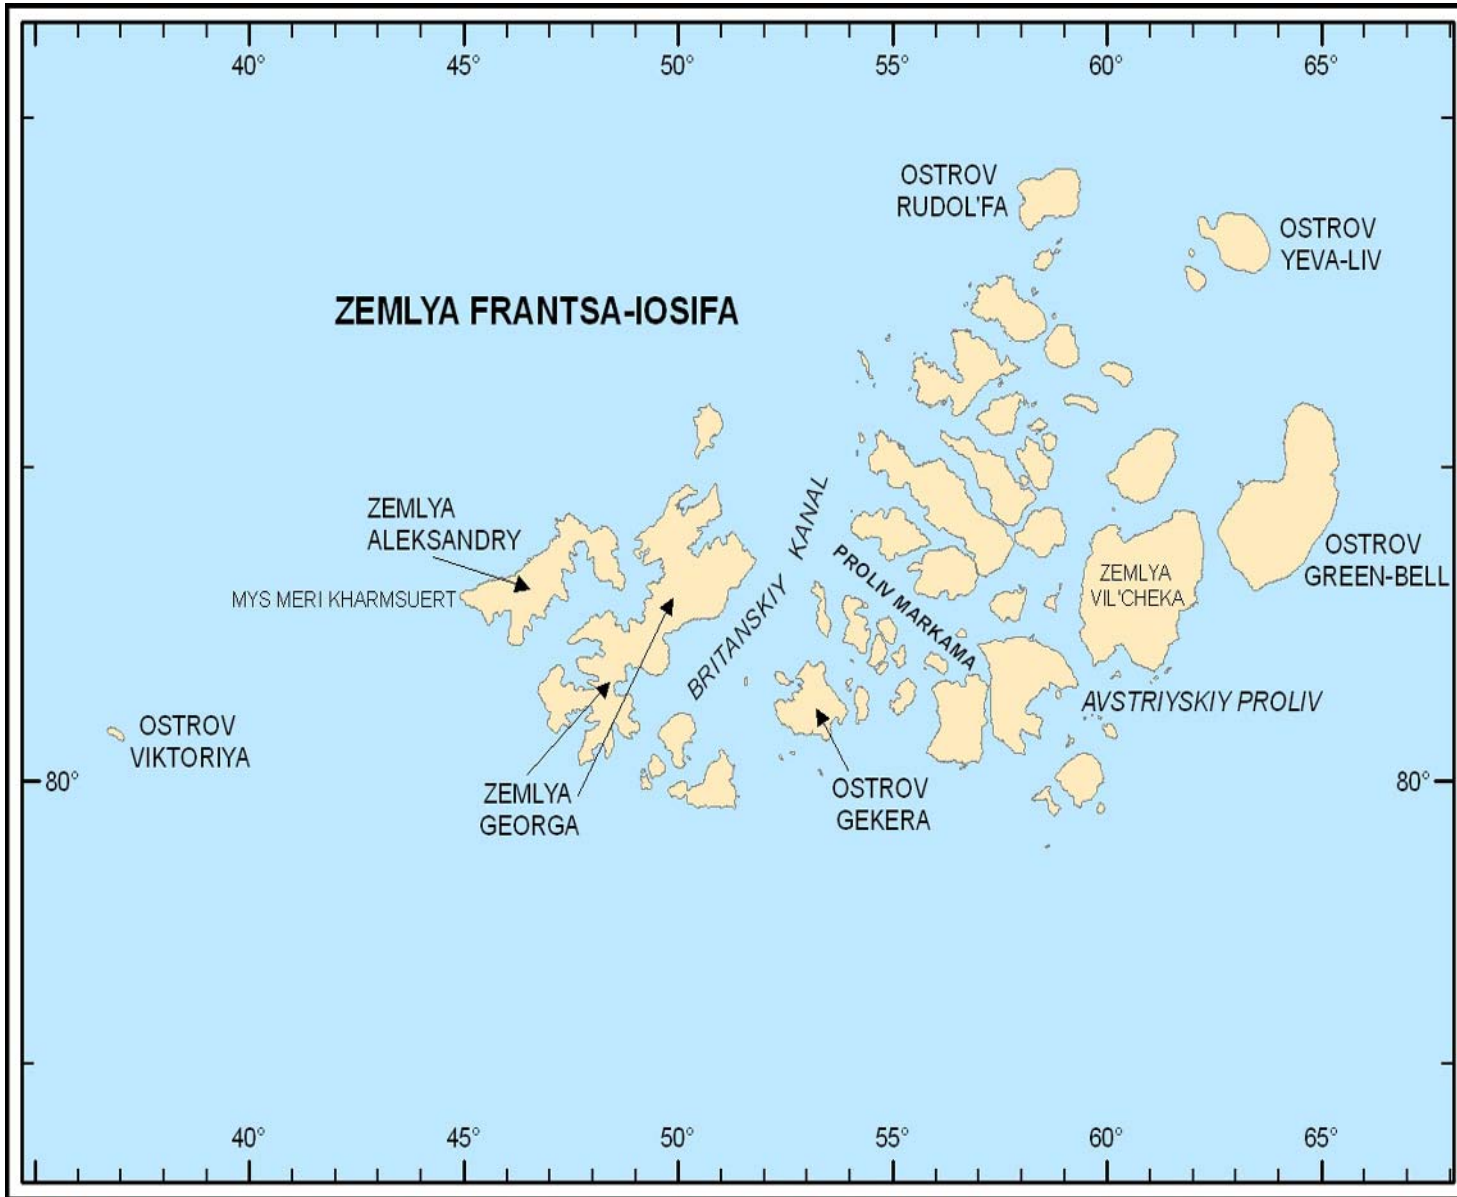 40° 45° 50° 55° 60° 65°
OSTROV
RUDOL'FA
OSTROV
YEVA-LIV
ZEMLYA FRANTSA-IOSIFA
ZEMLYA
ALEKSANDRY
MYS MERI KHARMSUERT
BRITANSKIY KANAL
PROLIV MARKAMA
ZEMLYA
VIL'CHEKA
OSTROV
GREEN-BELL
AVSTRIYSKIY PROLIV
OSTROV
VIKTORIYA
ZEMLYA
GEORGA
OSTROV
GEKERA
80° 80°
40° 45° 50° 55° 60° 65°